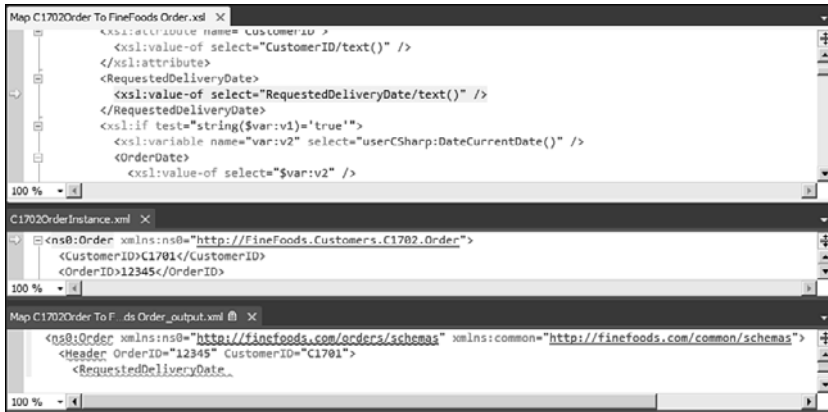 Map C1702Order To FineFoods Order.xsl ×
<xsl:attribute name="CustomerID">
<xsl:value-of select="CustomerID/text()" />
</xsl:attribute>
<RequestedDeliveryDate>
<xsl:value-of select="RequestedDeliveryDate/text()" />
</RequestedDeliveryDate>
<xsl:if test="string($var:v1)='true'">
<xsl:variable name="var:v2" select="userCSharp:DateCurrentDate()" />
<OrderDate>
<xsl:value-of select="$var:v2" />
100 %
C1702OrderInstance.xml ×
<ns0:Order xmlns:ns0="http://FineFoods.Customers.C1702.Order">
<CustomerID>C1701</CustomerID>
<OrderID>12345</OrderID>
100 %
Map C1702Order To F...ds Order_output.xml ×
<ns0:Order xmlns:ns0="http://finefoods.com/orders/schemas" xmlns:common="http://finefoods.com/common/schemas">
<Header OrderID="12345" CustomerID="C1701">
<RequestedDeliveryDate
100 %